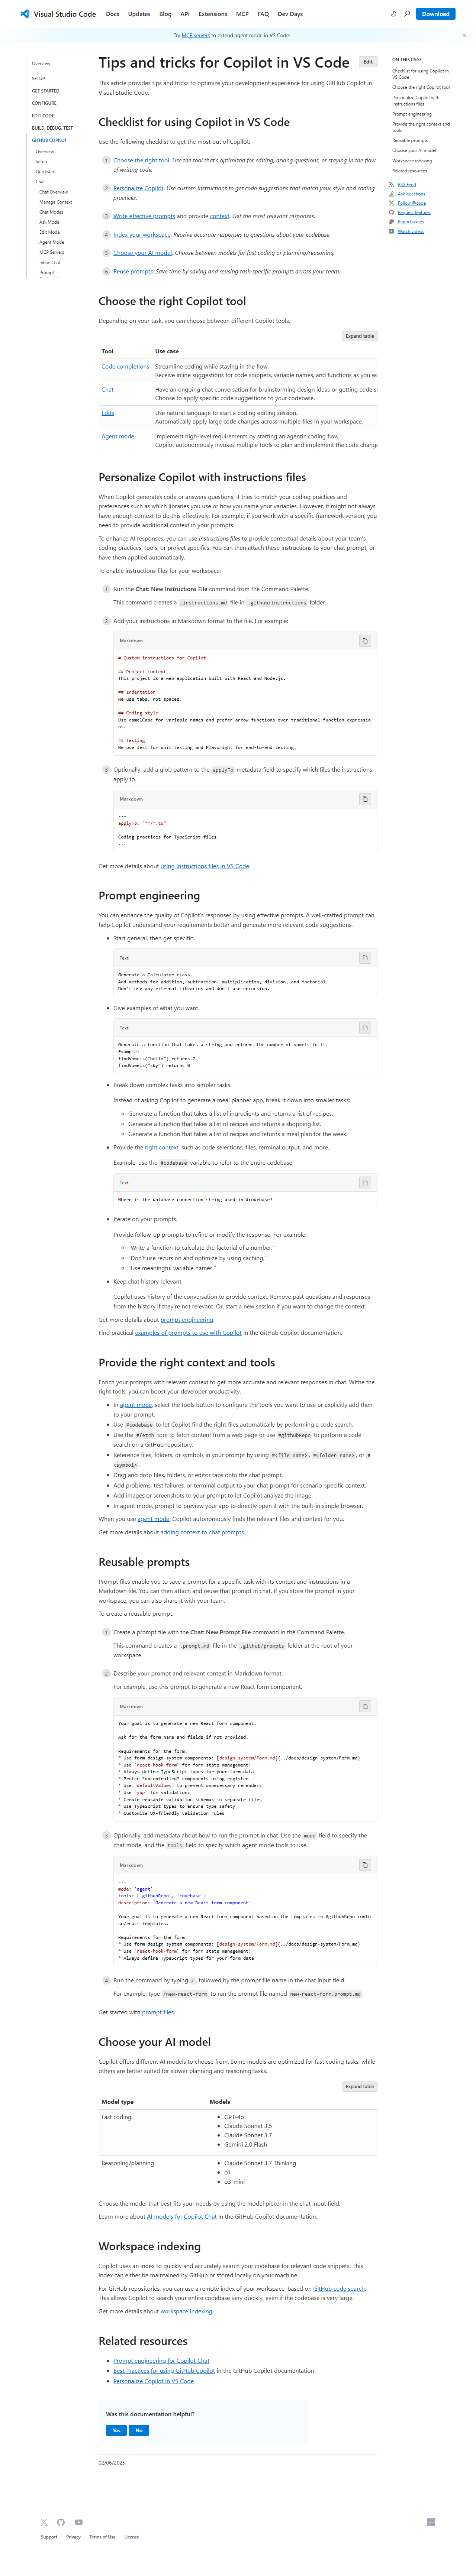 Visual Studio Code Docs Updates Blog API Extensions MCP FAQ Dev Days Download
Try MCP servers to extend agent mode in VS Code!
Overview
SETUP
GET STARTED
CONFIGURE
EDIT CODE
BUILD, DEBUG, TEST
GITHUB COPILOT
Overview
Setup
Quickstart
Chat
Chat Overview
Manage Context
Chat Modes
Ask Mode
Edit Mode
Agent Mode
MCP Servers
Inline Chat
Prompt
Tips and tricks for Copilot in VS Code
Edit
This article provides tips and tricks to optimize your development experience for using GitHub Copilot in
Visual Studio Code.
Checklist for using Copilot in VS Code
Use the following checklist to get the most out of Copilot:
1 Choose the right tool. Use the tool that's optimized for editing, asking questions, or staying in the flow
of writing code.
2 Personalize Copilot. Use custom instructions to get code suggestions that match your style and coding
practices.
3 Write effective prompts and provide context. Get the most relevant responses.
4 Index your workspace. Receive accurate responses to questions about your codebase.
5 Choose your AI model. Choose between models for fast coding or planning/reasoning.
6 Reuse prompts. Save time by saving and reusing task-specific prompts across your team.
Choose the right Copilot tool
Depending on your task, you can choose between different Copilot tools.
Expand table
Tool Use case
Code completions Streamline coding while staying in the flow.
Receive inline suggestions for code snippets, variable names, and functions as you wr
Chat Have an ongoing chat conversation for brainstorming design ideas or getting code s
Choose to apply specific code suggestions to your codebase.
Edits Use natural language to start a coding editing session.
Automatically apply large code changes across multiple files in your workspace.
Agent mode Implement high-level requirements by starting an agentic coding flow.
Copilot autonomously invokes multiple tools to plan and implement the code change
Personalize Copilot with instructions files
When Copilot generates code or answers questions, it tries to match your coding practices and
preferences such as which libraries you use or how you name your variables. However, it might not always
have enough context to do this effectively. For example, if you work with a specific framework version, you
need to provide additional context in your prompts.
To enhance AI responses, you can use instructions files to provide contextual details about your team's
coding practices, tools, or project specifics. You can then attach these instructions to your chat prompt, or
have them applied automatically.
To enable instructions files for your workspace:
1 Run the Chat: New Instructions File command from the Command Palette.
This command creates a .instructions.md file in .github/instructions folder.
2 Add your instructions in Markdown format to the file. For example:
Markdown
# Custom instructions for Copilot
## Project context
This project is a web application built with React and Node.js.
## Indentation
We use tabs, not spaces.
## Coding style
Use camelCase for variable names and prefer arrow functions over traditional function expressio
ns.
## Testing
We use Jest for unit testing and Playwright for end-to-end testing.
3 Optionally, add a glob pattern to the applyTo metadata field to specify which files the instructions
apply to.
Markdown
---
applyTo: "**/*.ts"
---
Coding practices for TypeScript files.
...
Get more details about using instructions files in VS Code.
Prompt engineering
You can enhance the quality of Copilot's responses by using effective prompts. A well-crafted prompt can
help Copilot understand your requirements better and generate more relevant code suggestions.
• Start general, then get specific.
Text
Generate a Calculator class.
Add methods for addition, subtraction, multiplication, division, and factorial.
Don't use any external libraries and don't use recursion.
• Give examples of what you want.
Text
Generate a function that takes a string and returns the number of vowels in it.
Example:
findVowels("hello") returns 2
findVowels("sky") returns 0
• Break down complex tasks into simpler tasks.
Instead of asking Copilot to generate a meal planner app, break it down into smaller tasks:
Generate a function that takes a list of ingredients and returns a list of recipes.
Generate a function that takes a list of recipes and returns a shopping list.
Generate a function that takes a list of recipes and returns a meal plan for the week.
• Provide the right context, such as code selections, files, terminal output, and more.
Example, use the #codebase variable to refer to the entire codebase:
Text
Where is the database connection string used in #codebase?
• Iterate on your prompts.
Provide follow-up prompts to refine or modify the response. For example:
"Write a function to calculate the factorial of a number."
"Don't use recursion and optimize by using caching."
"Use meaningful variable names."
• Keep chat history relevant.
Copilot uses history of the conversation to provide context. Remove past questions and responses
from the history if they're not relevant. Or, start a new session if you want to change the context.
Get more details about prompt engineering.
Find practical examples of prompts to use with Copilot in the GitHub Copilot documentation.
Provide the right context and tools
Enrich your prompts with relevant context to get more accurate and relevant responses in chat. Withe the
right tools, you can boost your developer productivity.
• In agent mode, select the tools button to configure the tools you want to use or explicitly add then
to your prompt.
• Use #codebase to let Copilot find the right files automatically by performing a code search.
• Use the #fetch tool to fetch content from a web page or use #githubRepo to perform a code
search on a GitHub repository.
• Reference files, folders, or symbols in your prompt by using #<file name>, #<folder name>, or #
<symbol>.
• Drag and drop files, folders, or editor tabs onto the chat prompt.
• Add problems, test failures, or terminal output to your chat prompt for scenario-specific context.
• Add images or screenshots to your prompt to let Copilot analyze the image.
• In agent mode, prompt to preview your app to directly open it with the built-in simple browser.
When you use agent mode, Copilot autonomously finds the relevant files and context for you.
Get more details about adding context to chat prompts.
Reusable prompts
Prompt files enable you to save a prompt for a specific task with its context and instructions in a
Markdown file. You can then attach and reuse that prompt in chat. If you store the prompt in your
workspace, you can also share it with your team.
To create a reusable prompt:
1 Create a prompt file with the Chat: New Prompt File command in the Command Palette.
This command creates a .prompt.md file in the .github/prompts folder at the root of your
workspace.
2 Describe your prompt and relevant context in Markdown format.
For example, use this prompt to generate a new React form component.
Markdown
Your goal is to generate a new React form component.
Ask for the form name and fields if not provided.
Requirements for the form:
* Use form design system components: [design-system/Form.md](../docs/design-system/Form.md)
* Use `react-hook-form` for form state management:
* Always define TypeScript types for your form data
* Prefer *uncontrolled* components using register
* Use `defaultValues` to prevent unnecessary rerenders
* Use `yup` for validation:
* Create reusable validation schemas in separate files
* Use TypeScript types to ensure type safety
* Customize UX-friendly validation rules
3 Optionally, add metadata about how to run the prompt in chat. Use the mode field to specify the
chat mode, and the tools field to specify which agent mode tools to use.
Markdown
---
mode: 'agent'
tools: ['githubRepo', 'codebase']
description: 'Generate a new React form component'
---
Your goal is to generate a new React form component based on the templates in #githubRepo conto
so/react-templates.
Requirements for the form:
* Use form design system components: [design-system/Form.md](../docs/design-system/Form.md)
* Use `react-hook-form` for form state management:
* Always define TypeScript types for your form data
4 Run the command by typing /, followed by the prompt file name in the chat input field.
For example, type /new-react-form to run the prompt file named new-react-form.prompt.md.
Get started with prompt files.
Choose your AI model
Copilot offers different AI models to choose from. Some models are optimized for fast coding tasks, while
others are better suited for slower planning and reasoning tasks.
Expand table
Model type Models
Fast coding
• GPT-4o
• Claude Sonnet 3.5
• Claude Sonnet 3.7
• Gemini 2.0 Flash
Reasoning/planning
• Claude Sonnet 3.7 Thinking
• o1
• o3-mini
Choose the model that best fits your needs by using the model picker in the chat input field.
Learn more about AI models for Copilot Chat in the GitHub Copilot documentation.
Workspace indexing
Copilot uses an index to quickly and accurately search your codebase for relevant code snippets. This
index can either be maintained by GitHub or stored locally on your machine.
For GitHub repositories, you can use a remote index of your workspace, based on GitHub code search.
This allows Copilot to search your entire codebase very quickly, even if the codebase is very large.
Get more details about workspace indexing.
Related resources
• Prompt engineering for Copilot Chat
• Best Practices for using GitHub Copilot in the GitHub Copilot documentation
• Personalize Copilot in VS Code
Was this documentation helpful?
Yes No
02/06/2025
ON THIS PAGE
Checklist for using Copilot in
VS Code
Choose the right Copilot tool
Personalize Copilot with
instructions files
Prompt engineering
Provide the right context and
tools
Reusable prompts
Choose your AI model
Workspace indexing
Related resources
RSS Feed
Ask questions
Follow @code
Request features
Report issues
Watch videos
Support Privacy Terms of Use License